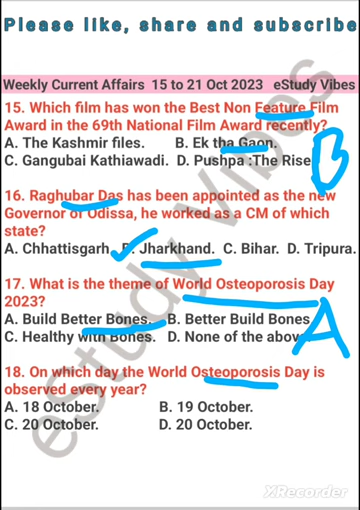 Please like, share and subscribe
Weekly Current Affairs 15 to 21 Oct 2023 eStudy Vibes
15. Which film has won the Best Non Feature Film
Award in the 69th National Film Award recently?
A. The Kashmir files. B. Ek tha Gaon.
C. Gangubai Kathiawadi. D. Pushpa :The Rise
B
16. Raghubar Das has been appointed as the new
Governor of Odissa, he worked as a CM of which
state?
A. Chhattisgarh. B. Jharkhand. C. Bihar. D. Tripura.
17. What is the theme of World Osteoporosis Day
2023?
A. Build Better Bones. B. Better Build Bones.
C. Healthy with Bones. D. None of the above
A
18. On which day the World Osteoporosis Day is
observed every year?
A. 18 October. B. 19 October.
C. 20 October. D. 20 October.
eStudy Vibes
XRecorder